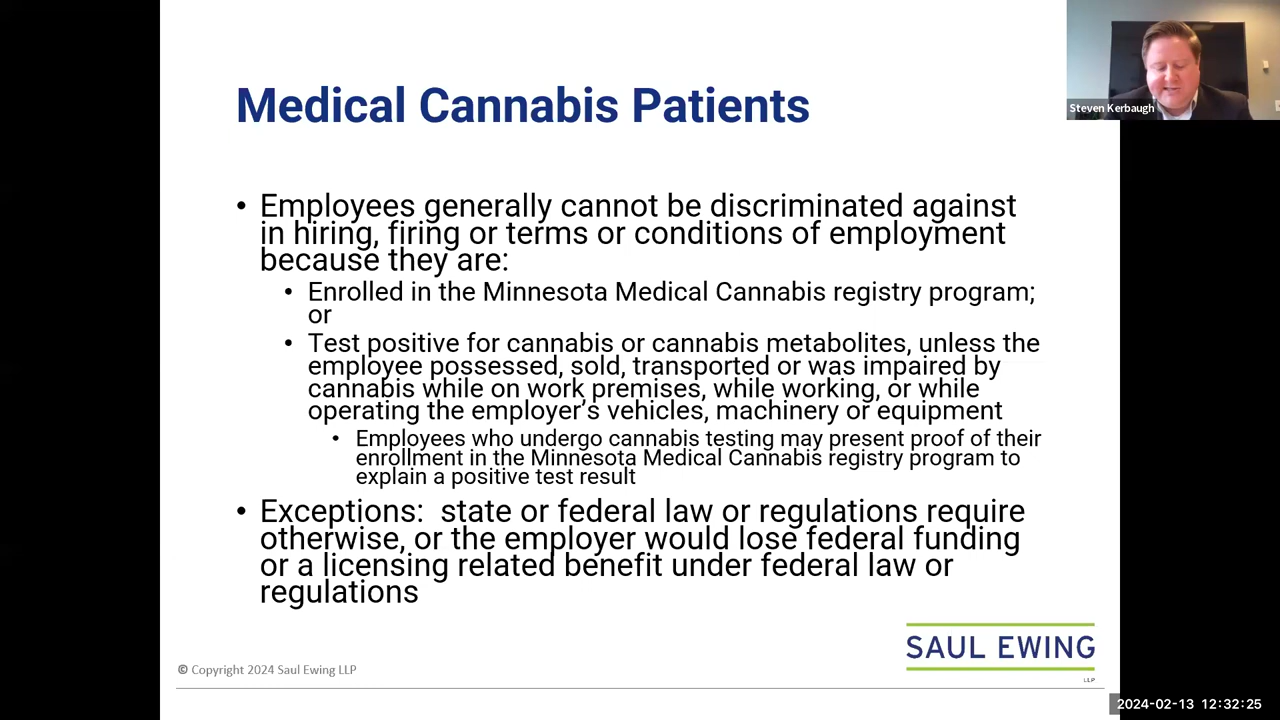 Medical Cannabis Patients
Steven Kerbaugh
• Employees generally cannot be discriminated against
in hiring, firing or terms or conditions of employment
because they are:
• Enrolled in the Minnesota Medical Cannabis registry program;
or
• Test positive for cannabis or cannabis metabolites, unless the
employee possessed, sold, transported or was impaired by
cannabis while on work premises, while working, or while
operating the employer’s vehicles, machinery or equipment
• Employees who undergo cannabis testing may present proof of their
enrollment in the Minnesota Medical Cannabis registry program to
explain a positive test result
• Exceptions:  state or federal law or regulations require
otherwise, or the employer would lose federal funding
or a licensing related benefit under federal law or
regulations
SAUL EWING
LLP
© Copyright 2024 Saul Ewing LLP
2024-02-13 12:32:25